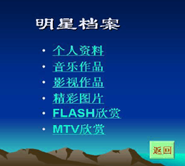 明星档案
• 个人资料
• 音乐作品
• 影视作品
• 精彩图片
• FLASH欣赏
• MTV欣赏
返回